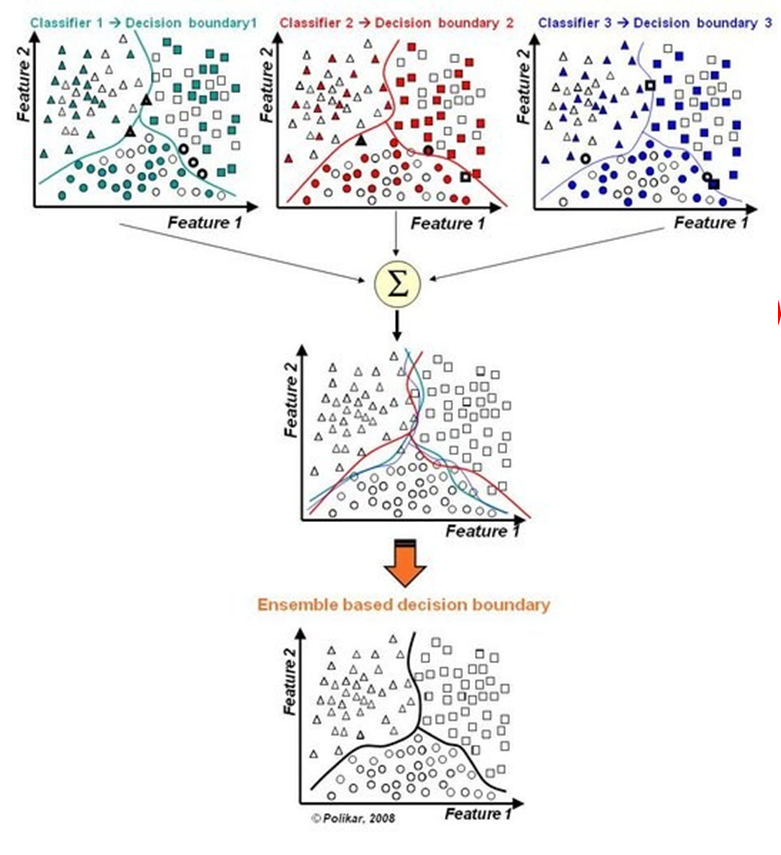 Classifier 1 → Decision boundary1
Classifier 2 → Decision boundary 2
Classifier 3 → Decision boundary 3
Feature 2
Feature 2
Feature 2
Feature 1
Feature 1
Feature 1
Σ
Feature 2
Feature 1
Ensemble based decision boundary
Feature 2
Feature 1
© Polikar, 2008